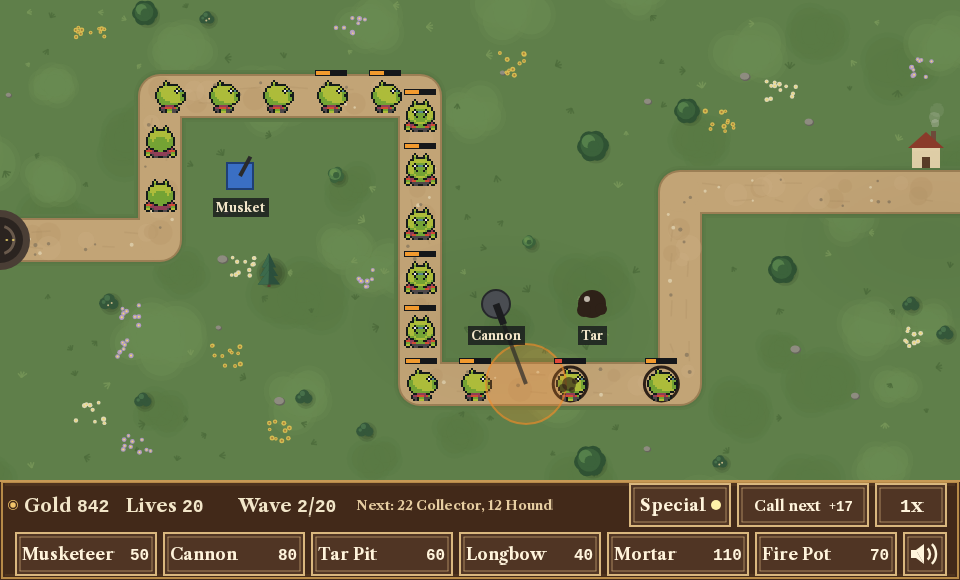 Musket
Cannon
Tar
Gold 842 Lives 20 Wave 2/20 Next: 22 Collector, 12 Hound
Special
Call next +17
1x
Musketeer 50
Cannon 80
Tar Pit 60
Longbow 40
Mortar 110
Fire Pot 70